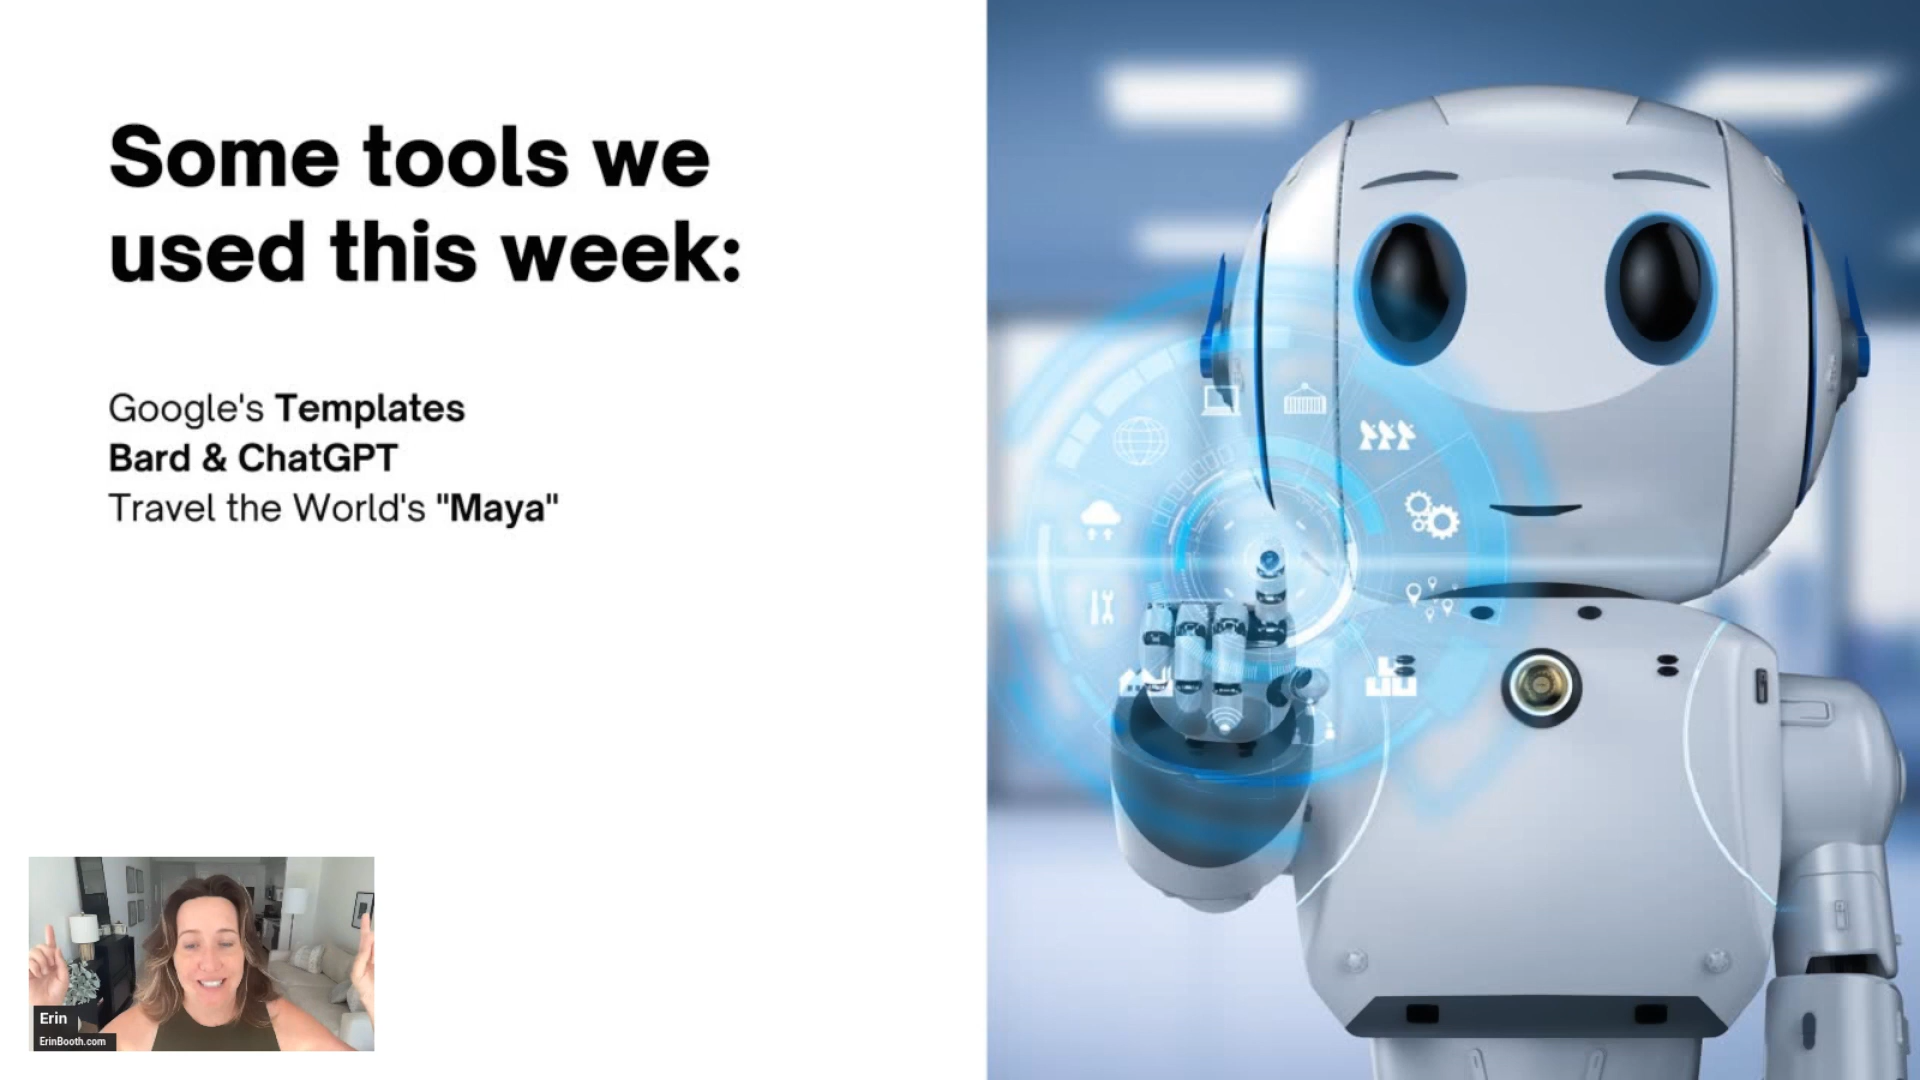 Some tools we
used this week:
Google's Templates
Bard & ChatGPT
Travel the World's "Maya"
Erin
ErinBooth.com